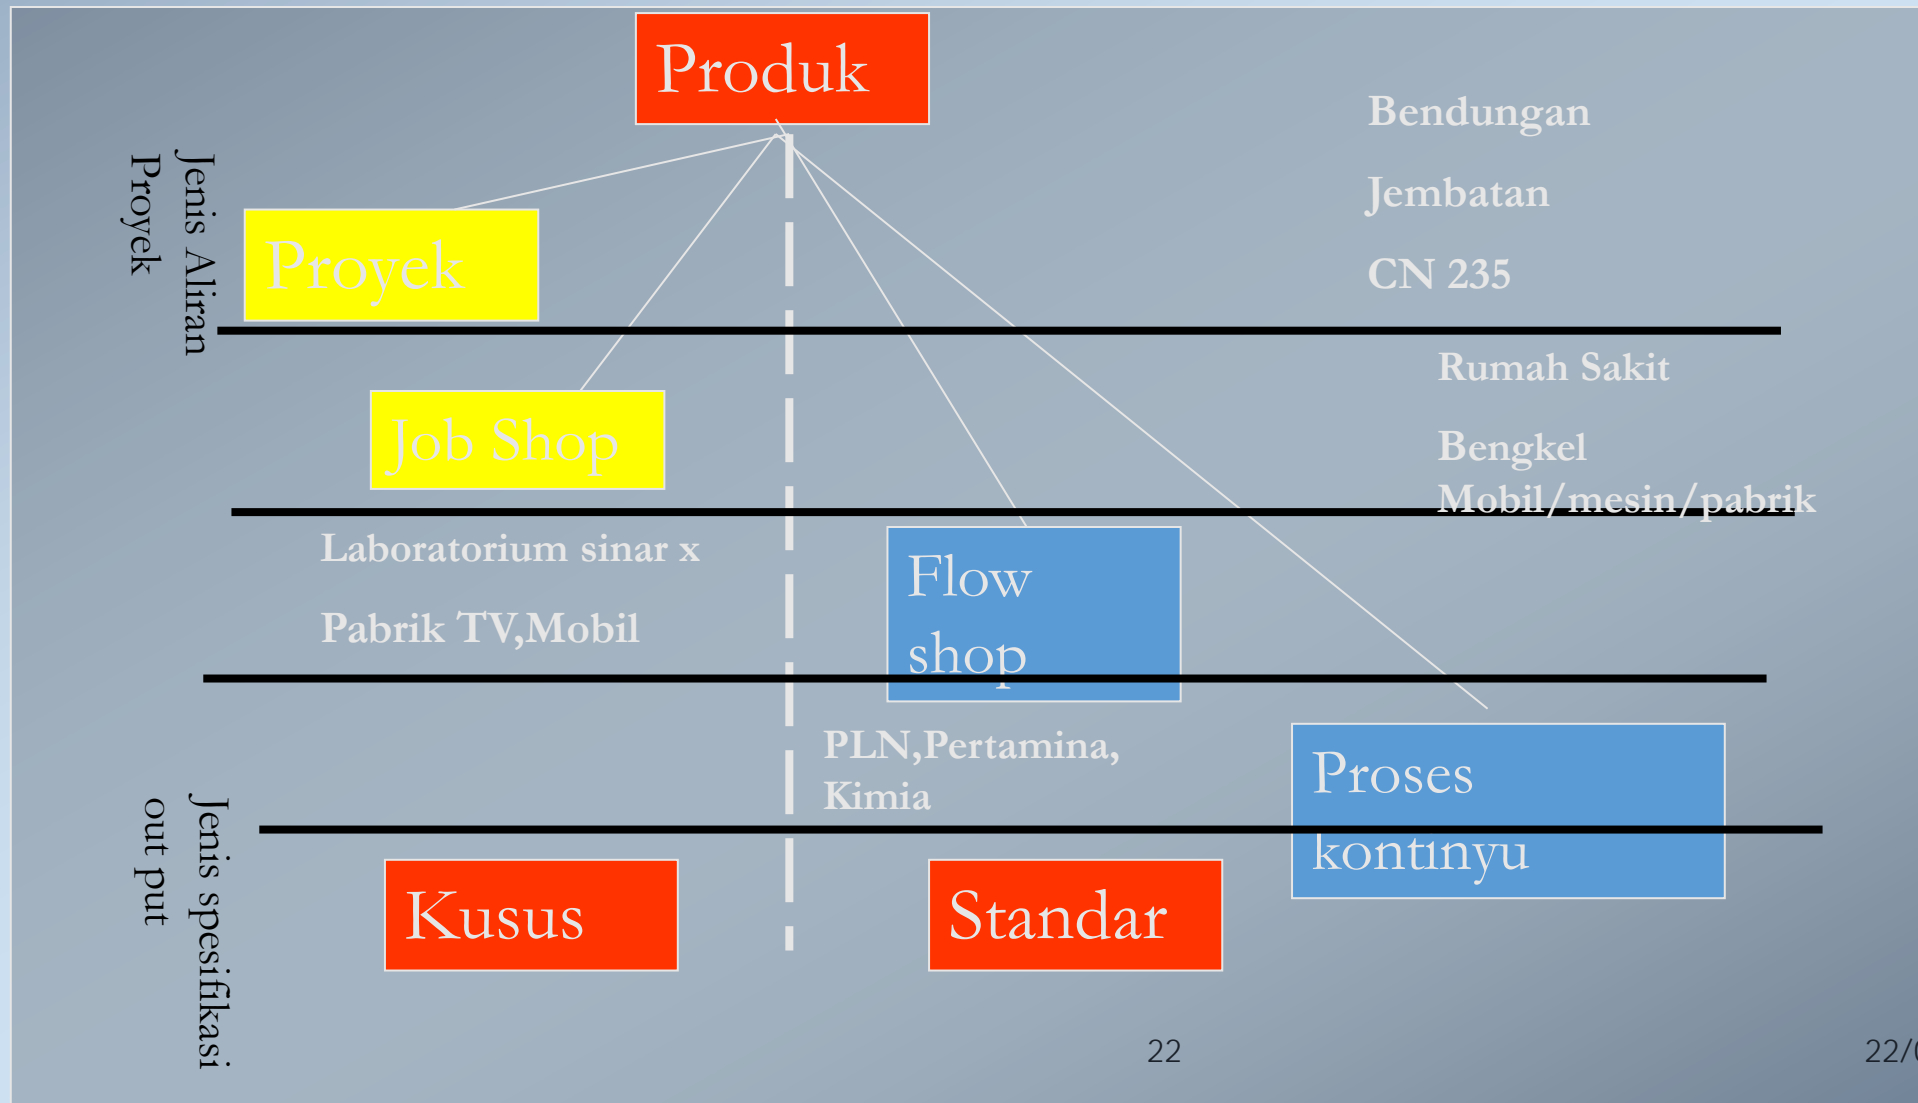 Produk
Bendungan
Jembatan
CN 235
Jenis Aliran
Proyek
Proyek
Rumah Sakit
Bengkel
Mobil/mesin/pabrik
Job Shop
Laboratorium sinar x
Pabrik TV,Mobil
Flow
shop
PLN,Pertamina,
Kimia
Proses
kontinyu
Jenis spesifikasi
out put
Kusus
Standar
22